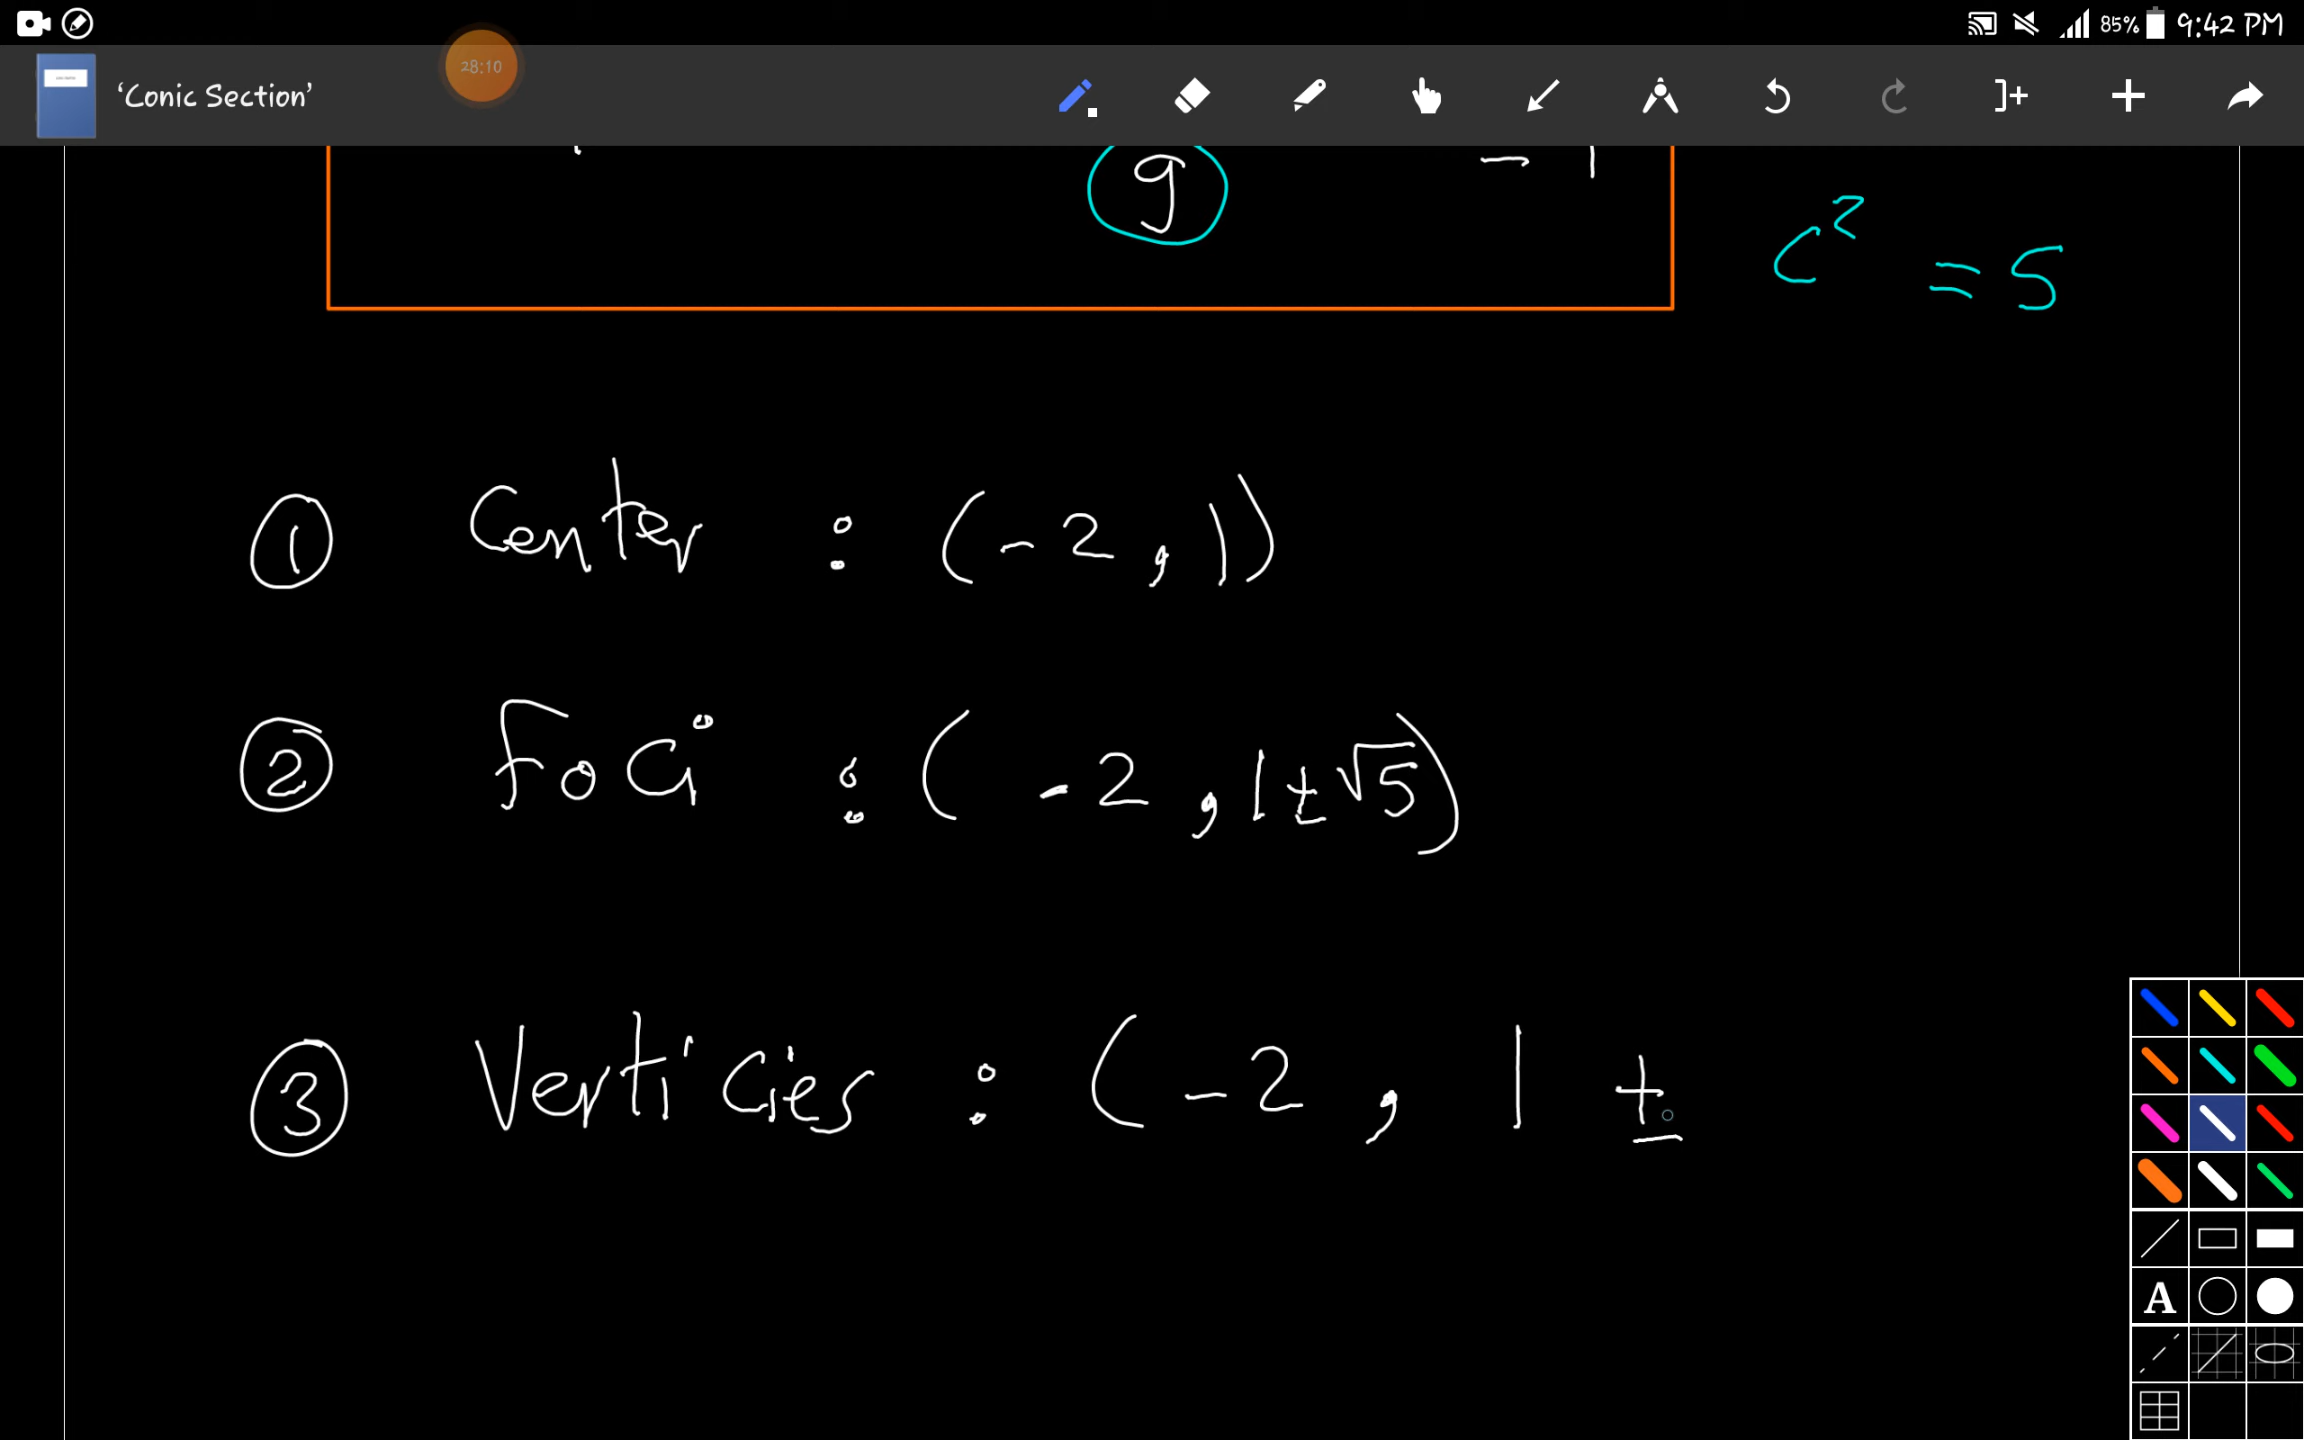 85% 9:42 PM
'Conic Section' 28:10
9 = 1
c² = 5
① Center : (-2, 1)
② Foci : (-2, 1±√5)
③ Verticies : (-2, 1 ±
A